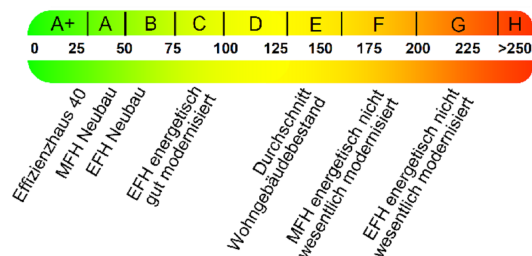 A+ A B C D E F G H
0 25 50 75 100 125 150 175 200 225 >250
Effizienzhaus 40
MFH Neubau
EFH Neubau
EFH energetisch
gut modernisiert
Durchschnitt
Wohngebäudebestand
MFH energetisch nicht
wesentlich modernisiert
EFH energetisch nicht
wesentlich modernisiert